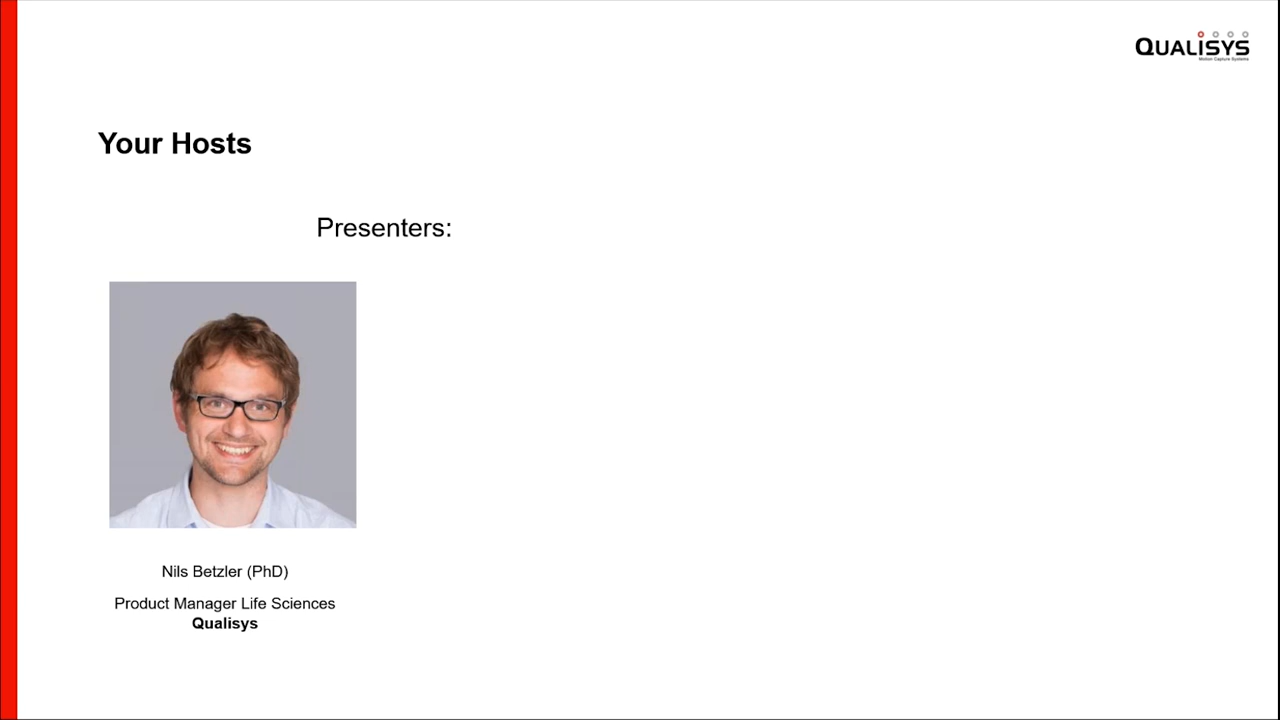 QUALISYS
Motion Capture Systems
Your Hosts
Presenters:
Nils Betzler (PhD)
Product Manager Life Sciences
Qualisys